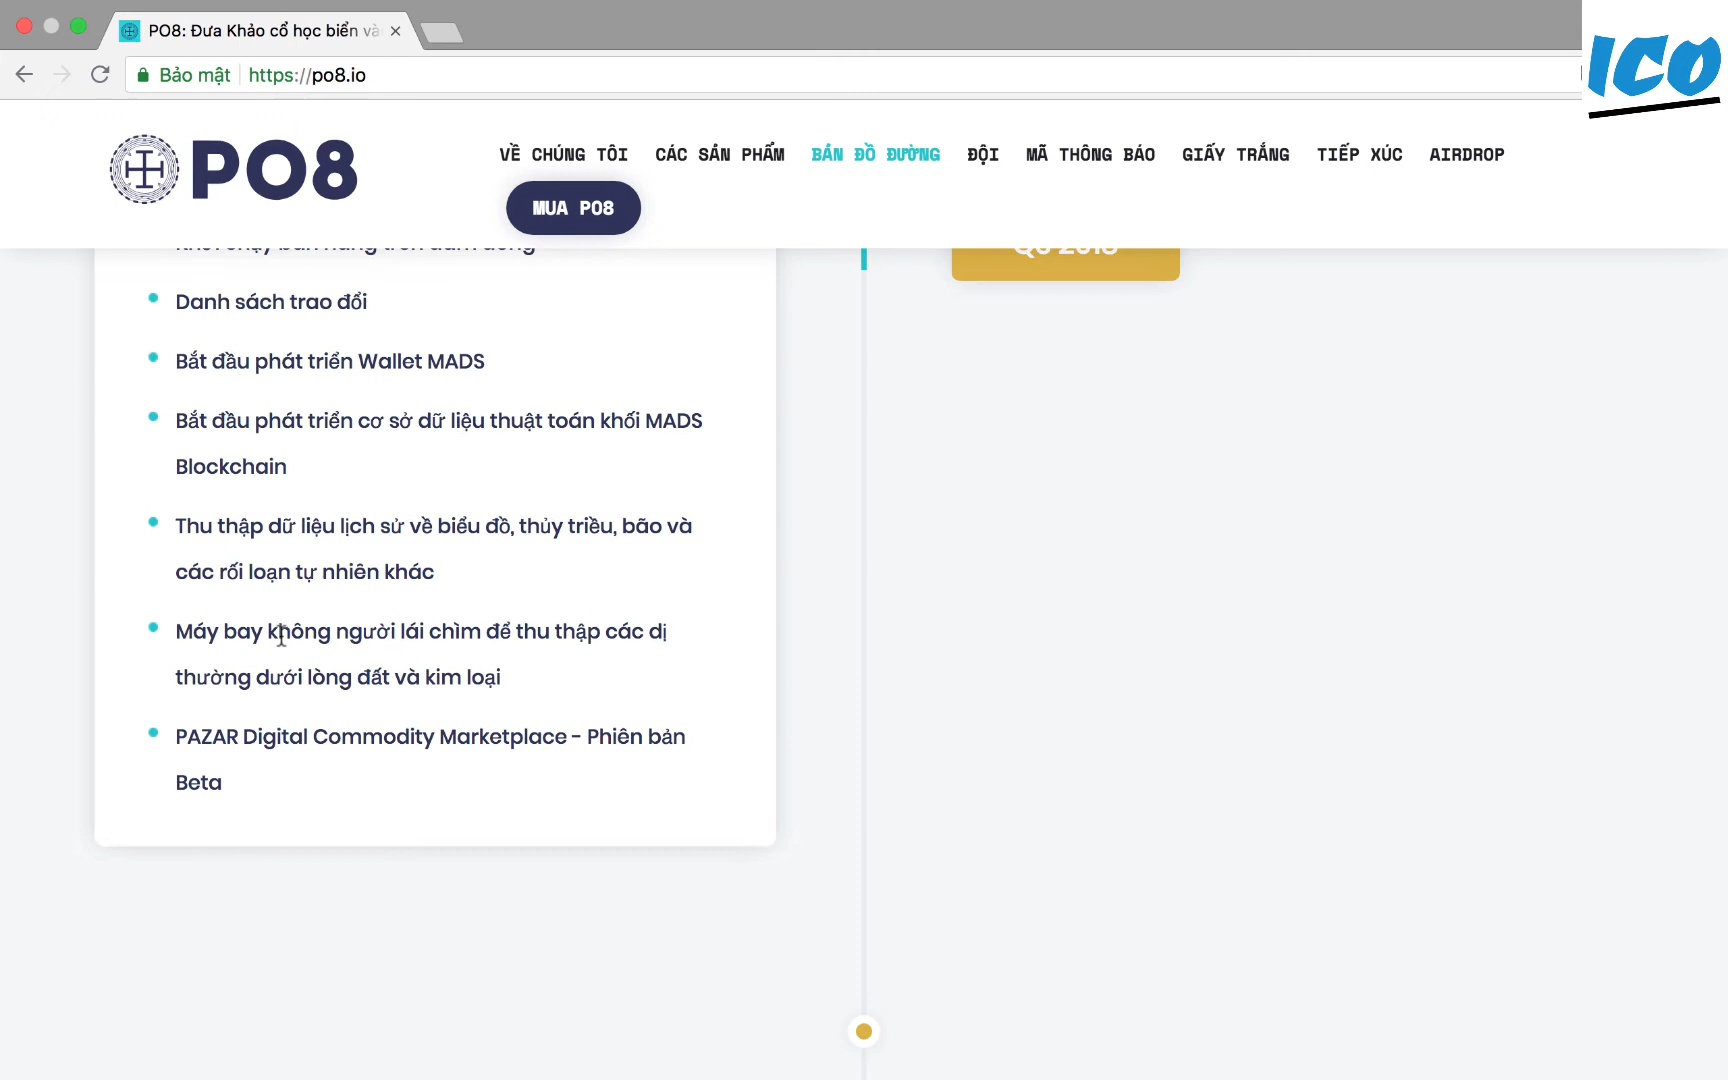 PO8: Đưa Khảo cổ học biển và
Bảo mật https://po8.io
ICO
PO8
VỀ CHÚNG TÔI CÁC SẢN PHẨM BẢN ĐỒ ĐƯỜNG ĐỘI MÃ THÔNG BÁO GIẤY TRẮNG TIẾP XÚC AIRDROP
MUA PO8
Danh sách trao đổi
Bắt đầu phát triển Wallet MADS
Bắt đầu phát triển cơ sở dữ liệu thuật toán khối MADS
Blockchain
Thu thập dữ liệu lịch sử về biểu đồ, thủy triều, bão và
các rối loạn tự nhiên khác
Máy bay không người lái chìm để thu thập các dị
thường dưới lòng đất và kim loại
PAZAR Digital Commodity Marketplace - Phiên bản
Beta